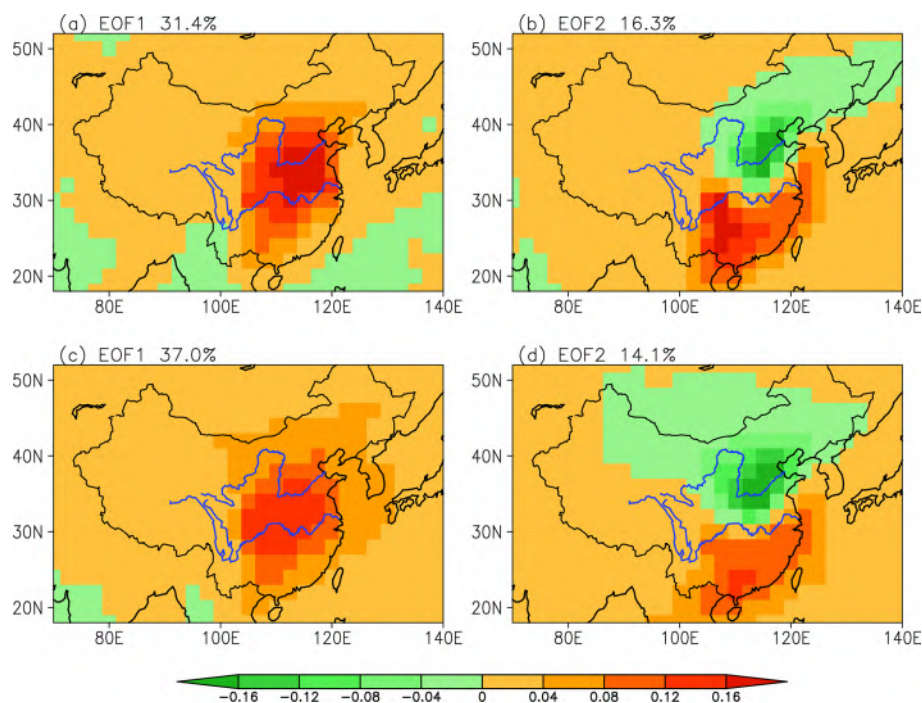 (a) EOF1 31.4% (b) EOF2 16.3%
50N 50N
40N 40N
30N 30N
20N 20N
80E 100E 120E 140E 80E 100E 120E 140E
(c) EOF1 37.0% (d) EOF2 14.1%
50N 50N
40N 40N
30N 30N
20N 20N
80E 100E 120E 140E 80E 100E 120E 140E
-0.16 -0.12 -0.08 -0.04 0 0.04 0.08 0.12 0.16